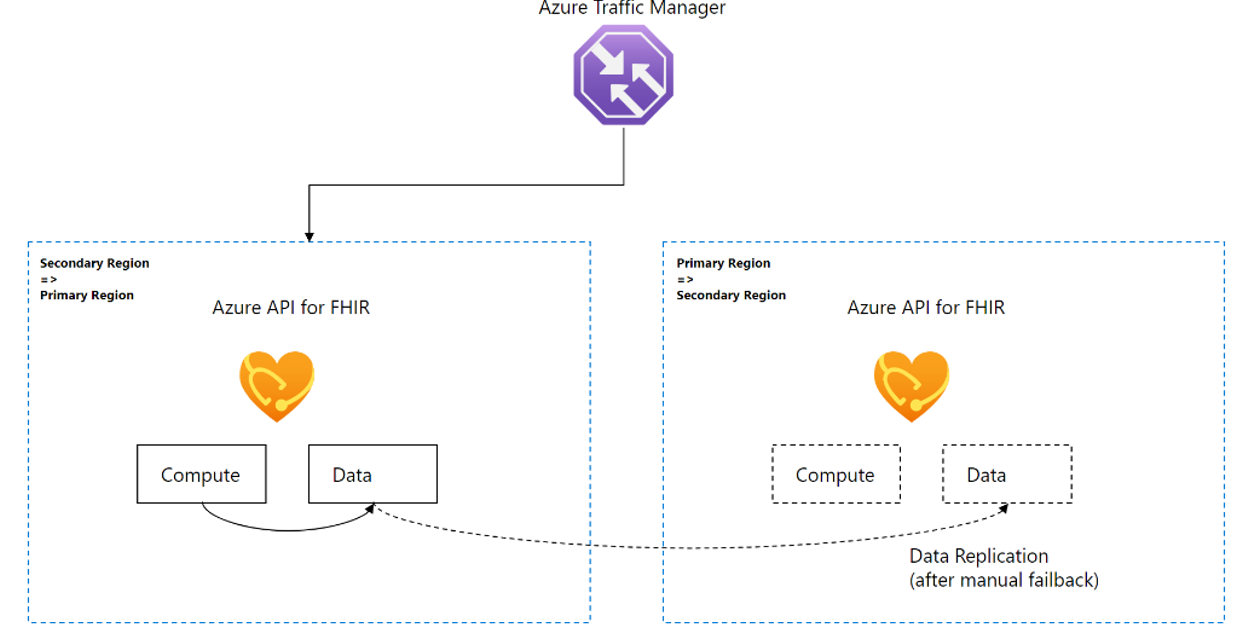 Azure Traffic Manager
Secondary Region
=>
Primary Region
Azure API for FHIR
Compute
Data
Primary Region
=>
Secondary Region
Azure API for FHIR
Compute
Data
Data Replication
(after manual failback)